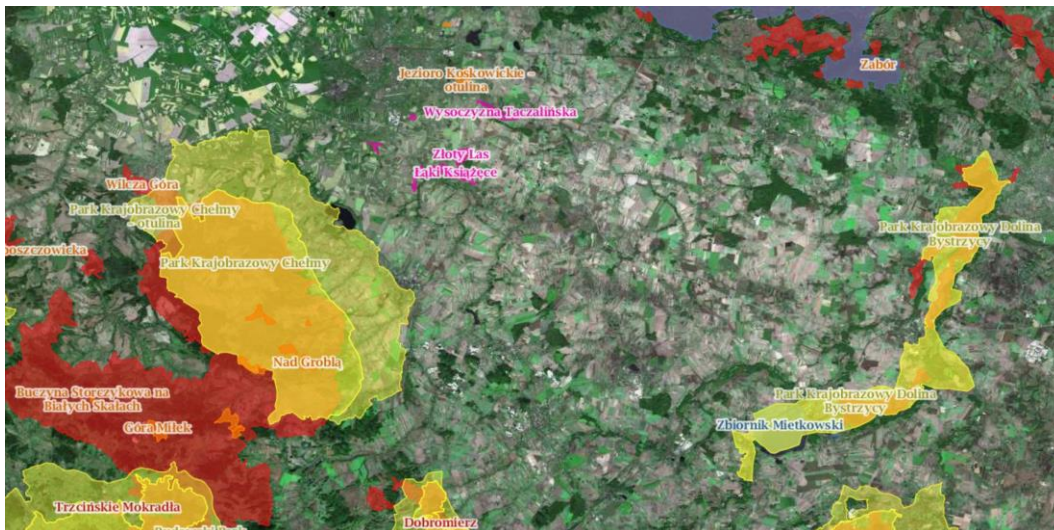 Jezioro Koskowickie
otulina
Zabór
Wysoczyzna Taczalińska
Złoty Las
Łąki Książęce
Wilcza Góra
Park Krajobrazowy Chełmy
- otulina
Park Krajobrazowy Dolina
Bystrzycy
Park Krajobrazowy Chełmy
Nad Groblą
Buczyna Storczykowa na
Białych Skałach
Park Krajobrazowy Dolina
Bystrzycy
Góra Miłek
Zbiornik Mietkowski
Trzcińskie Mokradła
Dobromierz